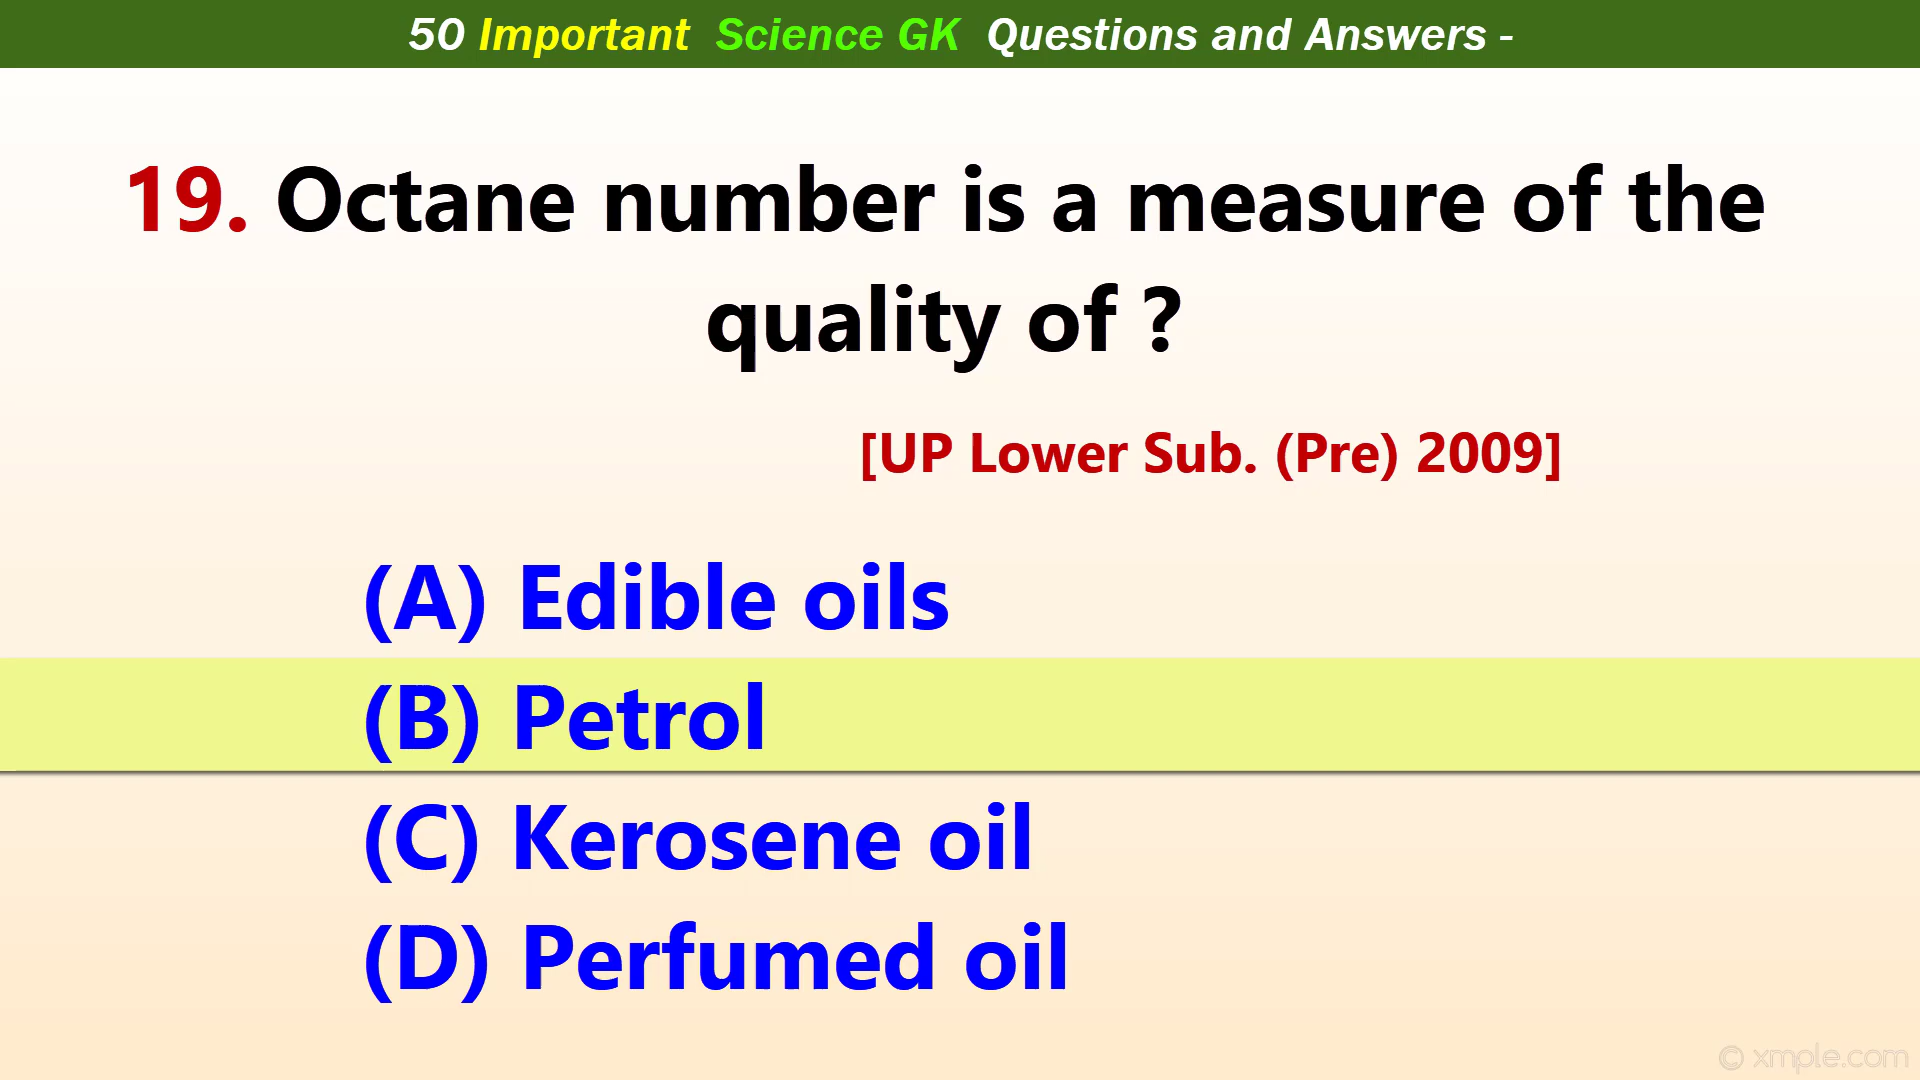 50 Important Science GK Questions and Answers -
19. Octane number is a measure of the
quality of ?
[UP Lower Sub. (Pre) 2009]
(A) Edible oils
(B) Petrol
(C) Kerosene oil
(D) Perfumed oil
© xmple.com